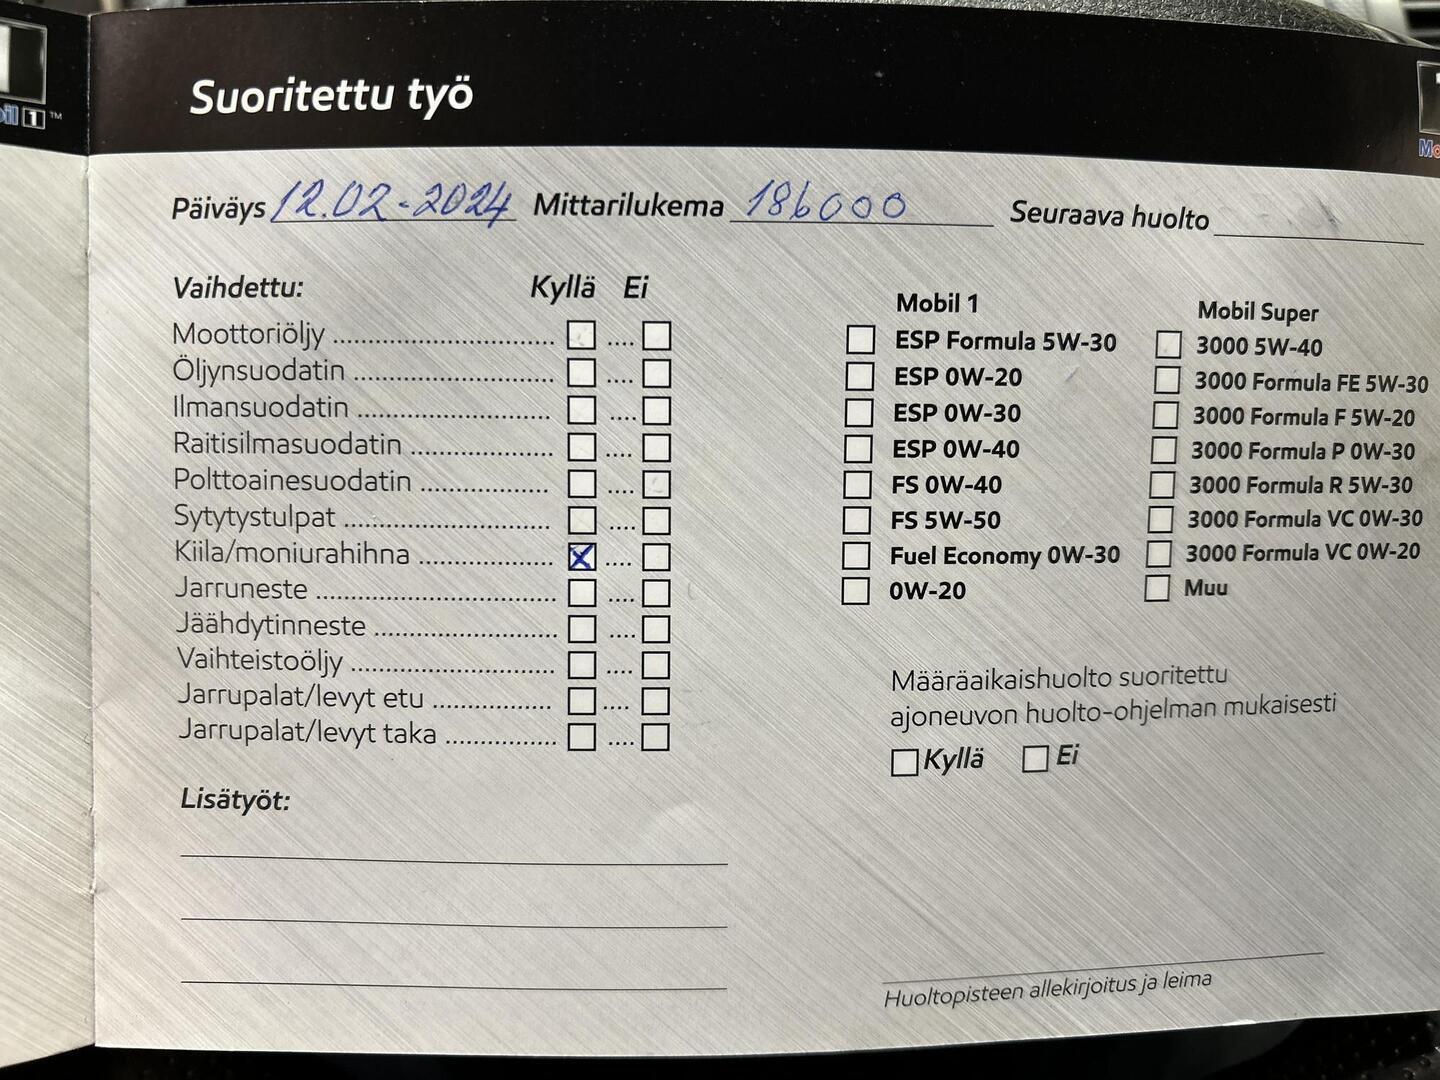 Suoritettu työ
Päiväys 12.02-2024 Mittarilukema 186000 Seuraava huolto
Vaihdettu: Kyllä Ei
Moottoriöljy
Öljynsuodatin
Ilmansuodatin
Raitisilmasuodatin
Polttoainesuodatin
Sytytystulpat
Kiila/moniurahihna X
Jarruneste
Jäähdytinneste
Vaihteistoöljy
Jarrupalat/levyt etu
Jarrupalat/levyt taka
Lisätyöt:
Mobil 1
ESP Formula 5W-30
ESP 0W-20
ESP 0W-30
ESP 0W-40
FS 0W-40
FS 5W-50
Fuel Economy 0W-30
0W-20
Mobil Super
3000 5W-40
3000 Formula FE 5W-30
3000 Formula F 5W-20
3000 Formula P 0W-30
3000 Formula R 5W-30
3000 Formula VC 0W-30
3000 Formula VC 0W-20
Muu
Määräaikaishuolto suoritettu
ajoneuvon huolto-ohjelman mukaisesti
Kyllä Ei
Huoltopisteen allekirjoitus ja leima